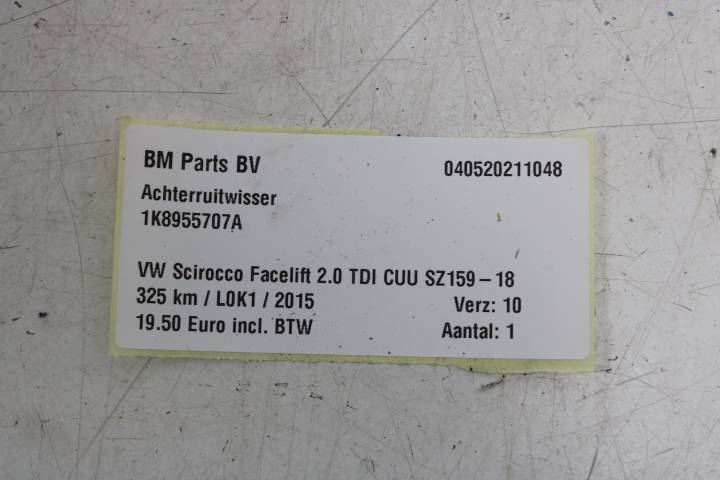 BM Parts BV 040520211048
Achterruitwisser
1K8955707A
VW Scirocco Facelift 2.0 TDI CUU SZ159 – 18
325 km / L0K1 / 2015 Verz: 10
19.50 Euro incl. BTW Aantal: 1